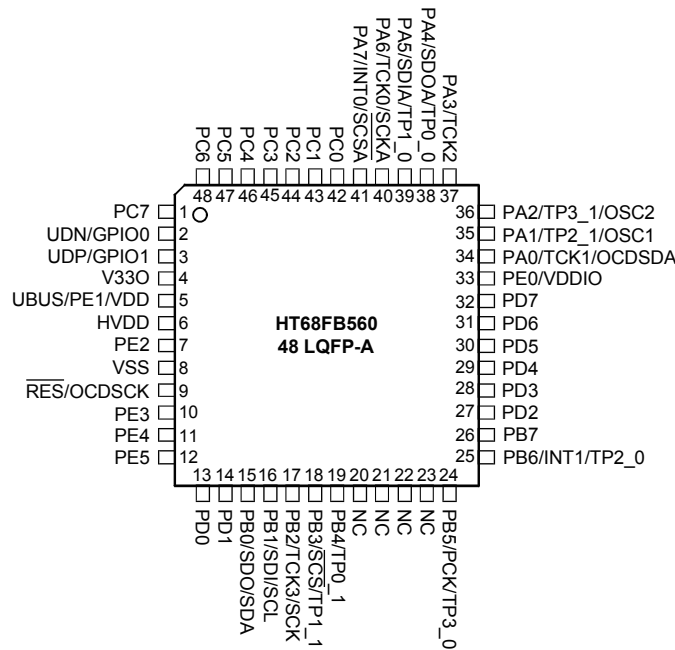 PC6
PC5
PC4
PC3
PC2
PC1
PC0
PA7/INT0/SCSA
PA6/TCK0/SCKA
PA5/SDIA/TP1_0
PA4/SDOA/TP0_0
PA3/TCK2
48 47 46 45 44 43 42 41 40 39 38 37
PC7 1
UDN/GPIO0 2
UDP/GPIO1 3
V33O 4
UBUS/PE1/VDD 5
HVDD 6
PE2 7
VSS 8
RES/OCDSCK 9
PE3 10
PE4 11
PE5 12
HT68FB560
48 LQFP-A
36 PA2/TP3_1/OSC2
35 PA1/TP2_1/OSC1
34 PA0/TCK1/OCDSDA
33 PE0/VDDIO
32 PD7
31 PD6
30 PD5
29 PD4
28 PD3
27 PD2
26 PB7
25 PB6/INT1/TP2_0
13 14 15 16 17 18 19 20 21 22 23 24
PD0
PD1
PB0/SDO/SDA
PB1/SDI/SCL
PB2/TCK3/SCK
PB3/SCS/TP1_1
PB4/TP0_1
NC
NC
NC
NC
PB5/PCK/TP3_0